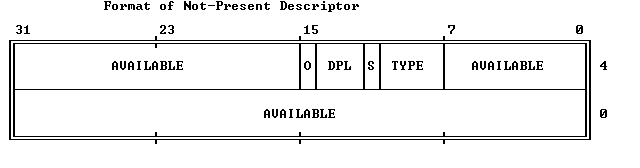 Format of Not-Present Descriptor
31 23 15 7 0
AVAILABLE O DPL S TYPE AVAILABLE 4
AVAILABLE 0